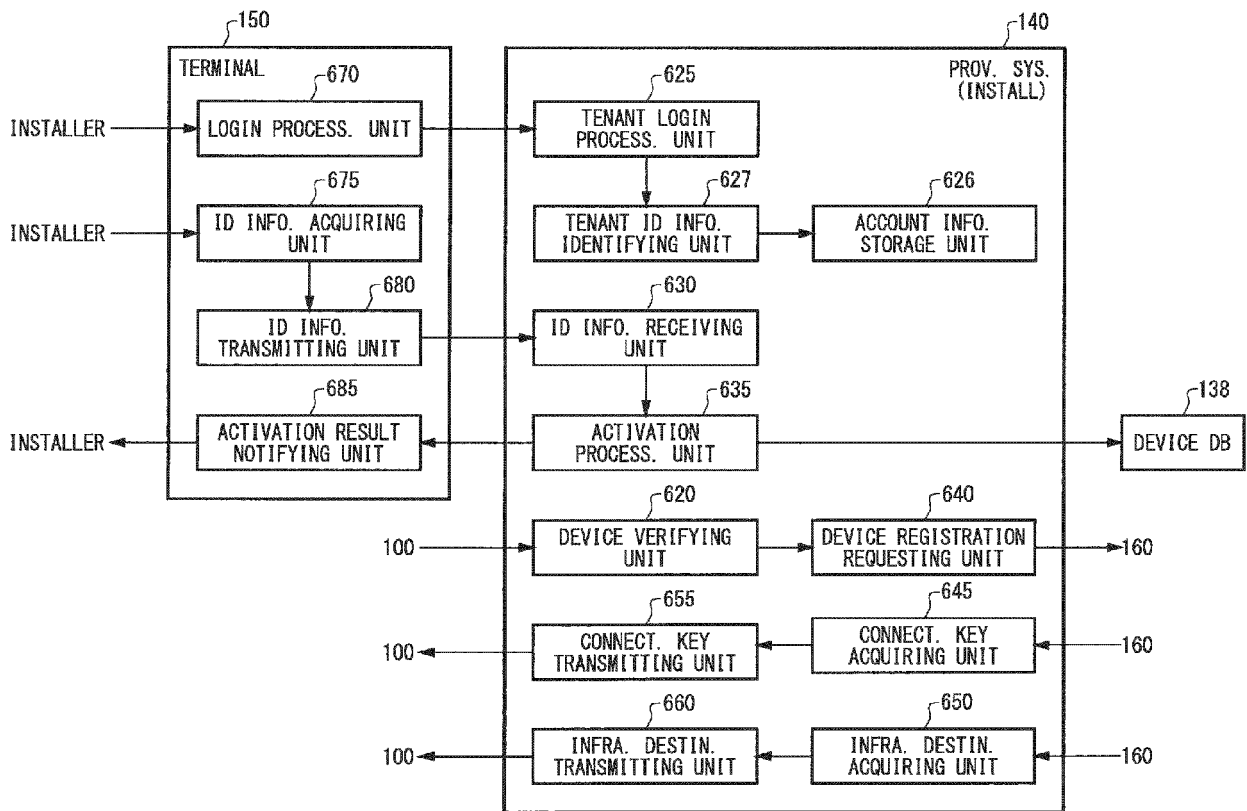 150
140
TERMINAL
PROV. SYS.
(INSTALL)
670
625
INSTALLER
LOGIN PROCESS. UNIT
TENANT LOGIN
PROCESS. UNIT
675
627
626
INSTALLER
ID INFO. ACQUIRING
UNIT
TENANT ID INFO.
IDENTIFYING UNIT
ACCOUNT INFO.
STORAGE UNIT
680
630
ID INFO.
TRANSMITTING UNIT
ID INFO. RECEIVING
UNIT
685
635
138
INSTALLER
ACTIVATION RESULT
NOTIFYING UNIT
ACTIVATION
PROCESS. UNIT
DEVICE DB
620
640
100
DEVICE VERIFYING
UNIT
DEVICE REGISTRATION
REQUESTING UNIT
160
655
645
100
CONNECT. KEY
TRANSMITTING UNIT
CONNECT. KEY
ACQUIRING UNIT
160
660
650
100
INFRA. DESTIN.
TRANSMITTING UNIT
INFRA. DESTIN.
ACQUIRING UNIT
160